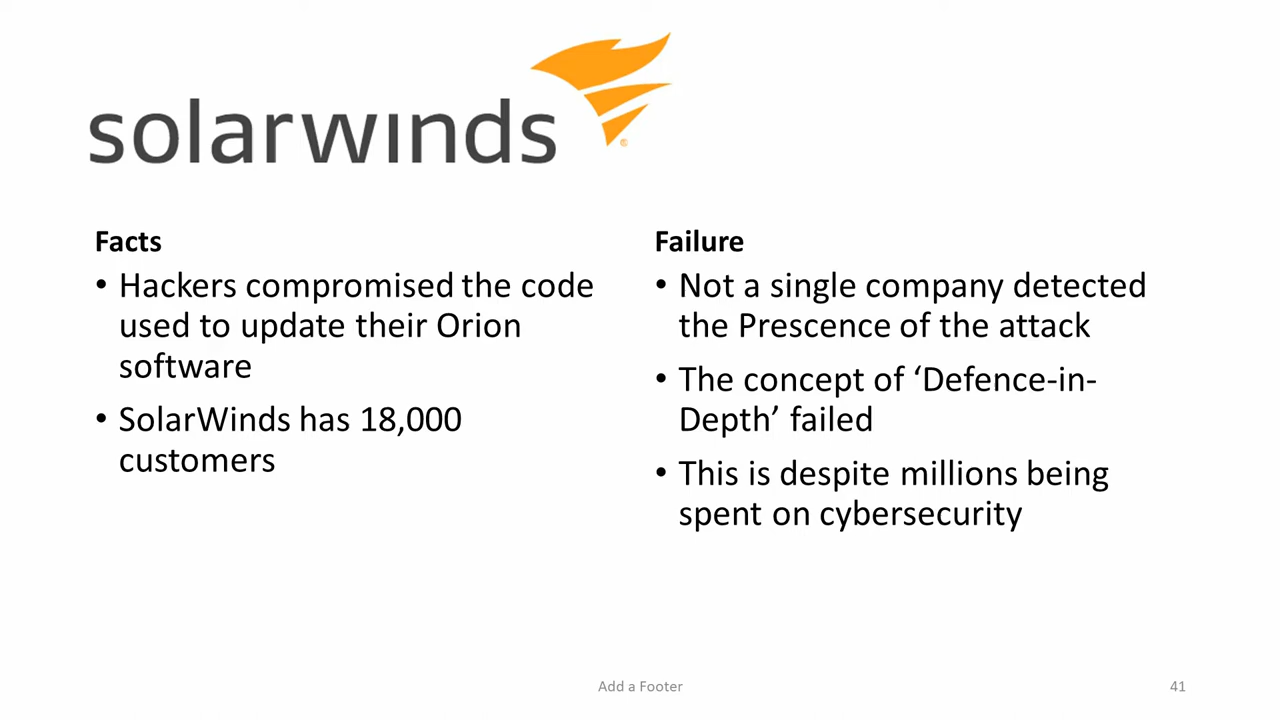 solarwinds
®
Facts
• Hackers compromised the code
used to update their Orion
software
• SolarWinds has 18,000
customers
Failure
• Not a single company detected
the Prescence of the attack
• The concept of ‘Defence-in-
Depth’ failed
• This is despite millions being
spent on cybersecurity
Add a Footer
41